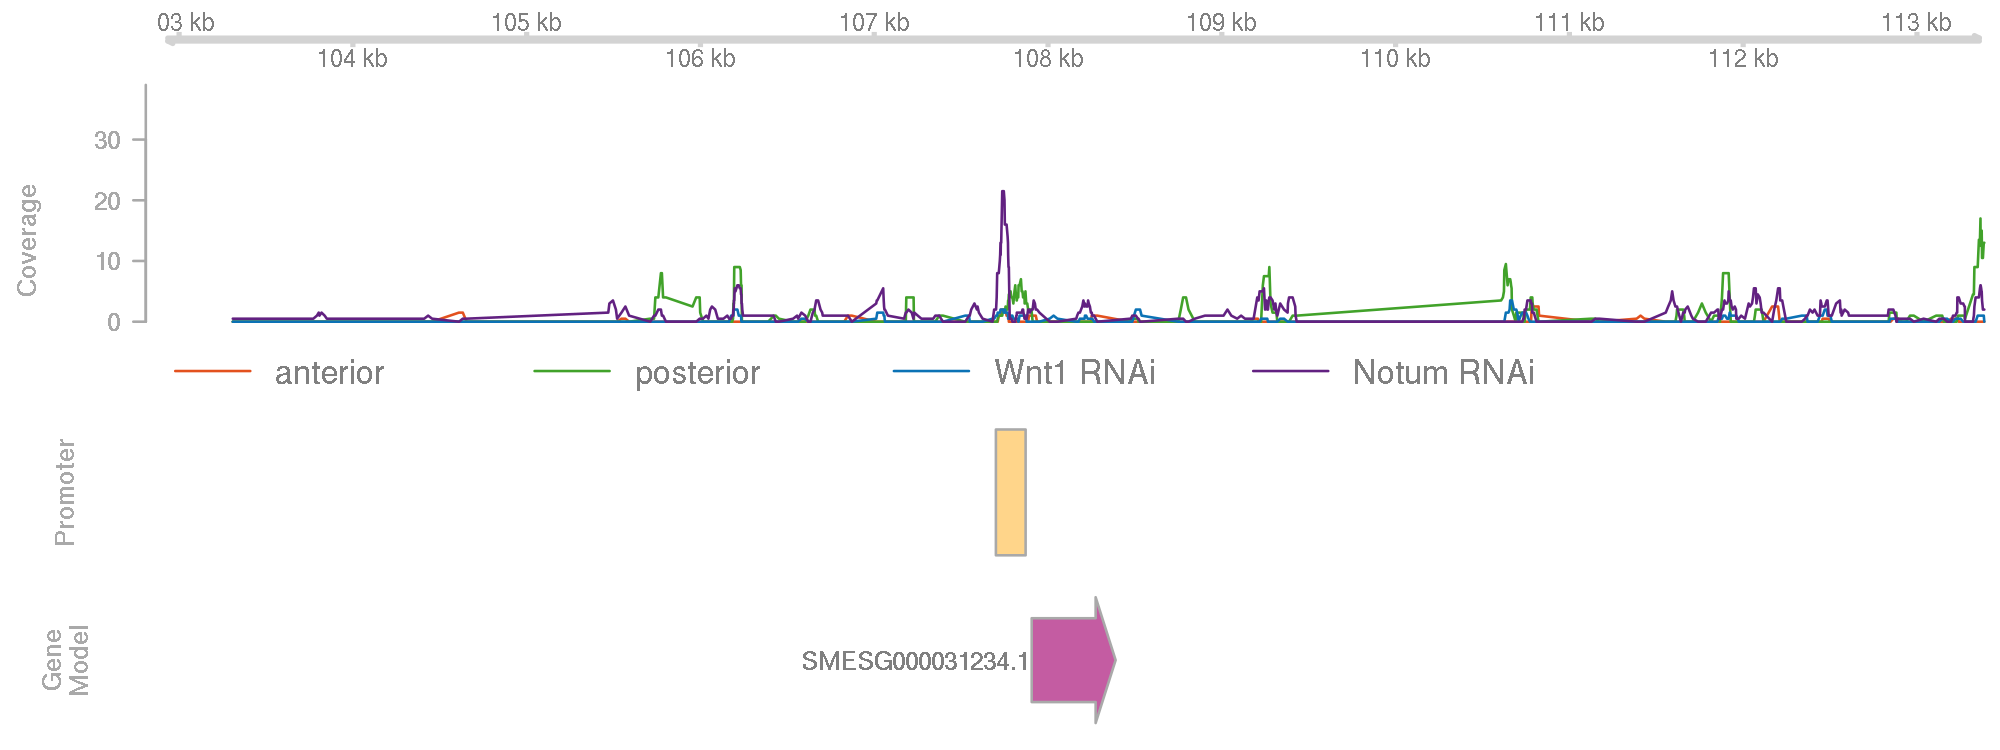 03 kb 105 kb 107 kb 109 kb 111 kb 113 kb
104 kb 106 kb 108 kb 110 kb 112 kb
Coverage
30
20
10
0
anterior posterior Wnt1 RNAi Notum RNAi
Promoter
Gene
Model
SMESG000031234.1